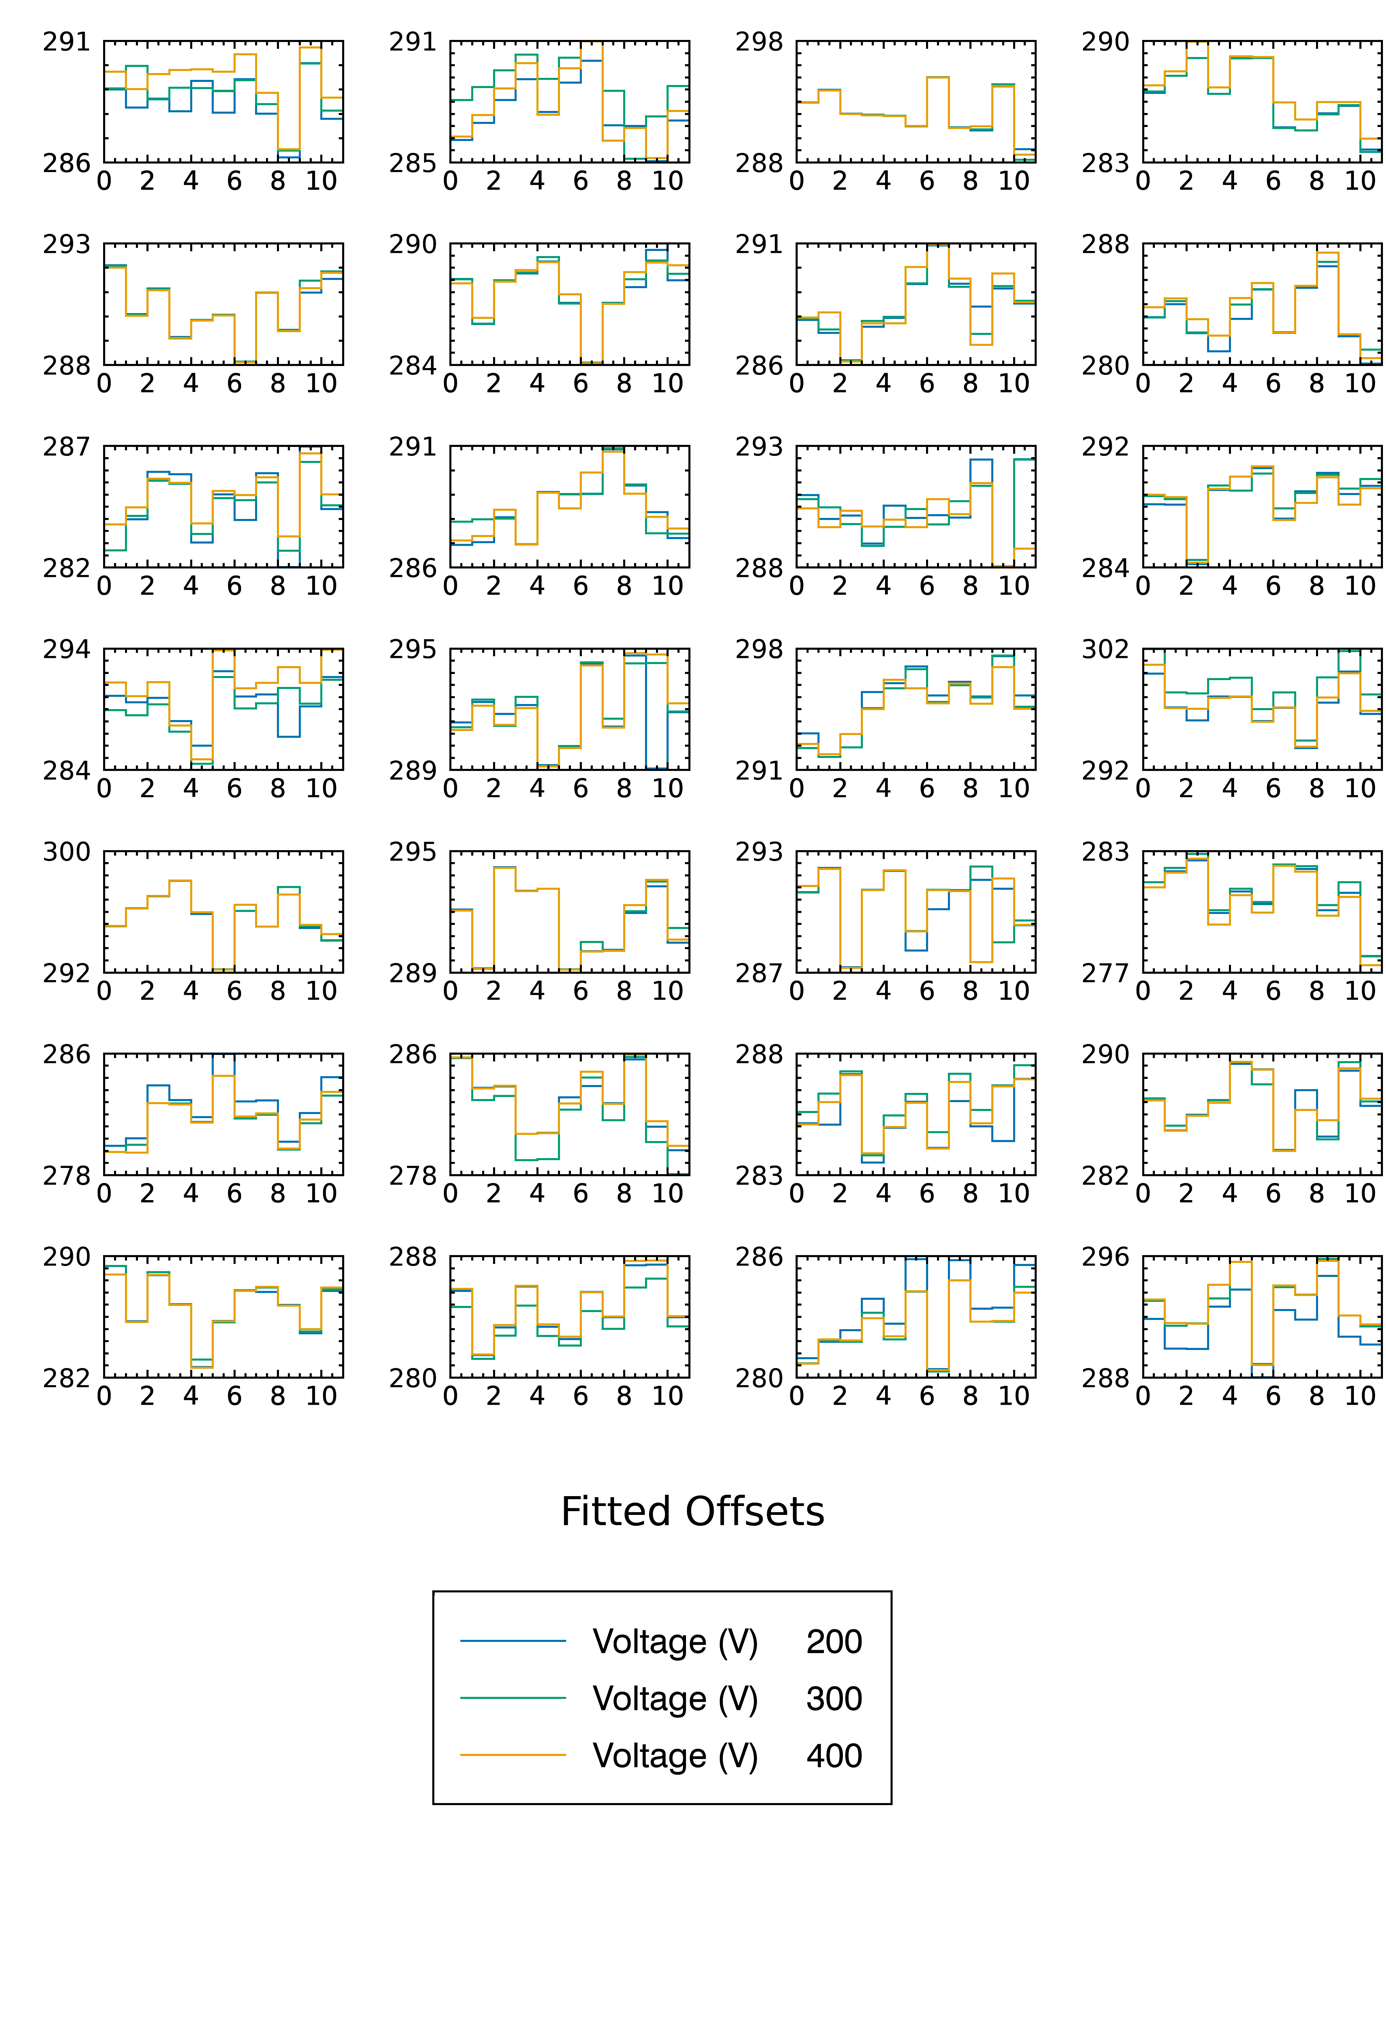 291 291 298 290
286 285 288 283
0 2 4 6 8 10 0 2 4 6 8 10 0 2 4 6 8 10 0 2 4 6 8 10
293 290 291 288
288 284 286 280
0 2 4 6 8 10 0 2 4 6 8 10 0 2 4 6 8 10 0 2 4 6 8 10
287 291 293 292
282 286 288 284
0 2 4 6 8 10 0 2 4 6 8 10 0 2 4 6 8 10 0 2 4 6 8 10
294 295 298 302
284 289 291 292
0 2 4 6 8 10 0 2 4 6 8 10 0 2 4 6 8 10 0 2 4 6 8 10
300 295 293 283
292 289 287 277
0 2 4 6 8 10 0 2 4 6 8 10 0 2 4 6 8 10 0 2 4 6 8 10
286 286 288 290
278 278 283 282
0 2 4 6 8 10 0 2 4 6 8 10 0 2 4 6 8 10 0 2 4 6 8 10
290 288 286 296
282 280 280 288
0 2 4 6 8 10 0 2 4 6 8 10 0 2 4 6 8 10 0 2 4 6 8 10
Fitted Offsets
Voltage (V) 200
Voltage (V) 300
Voltage (V) 400